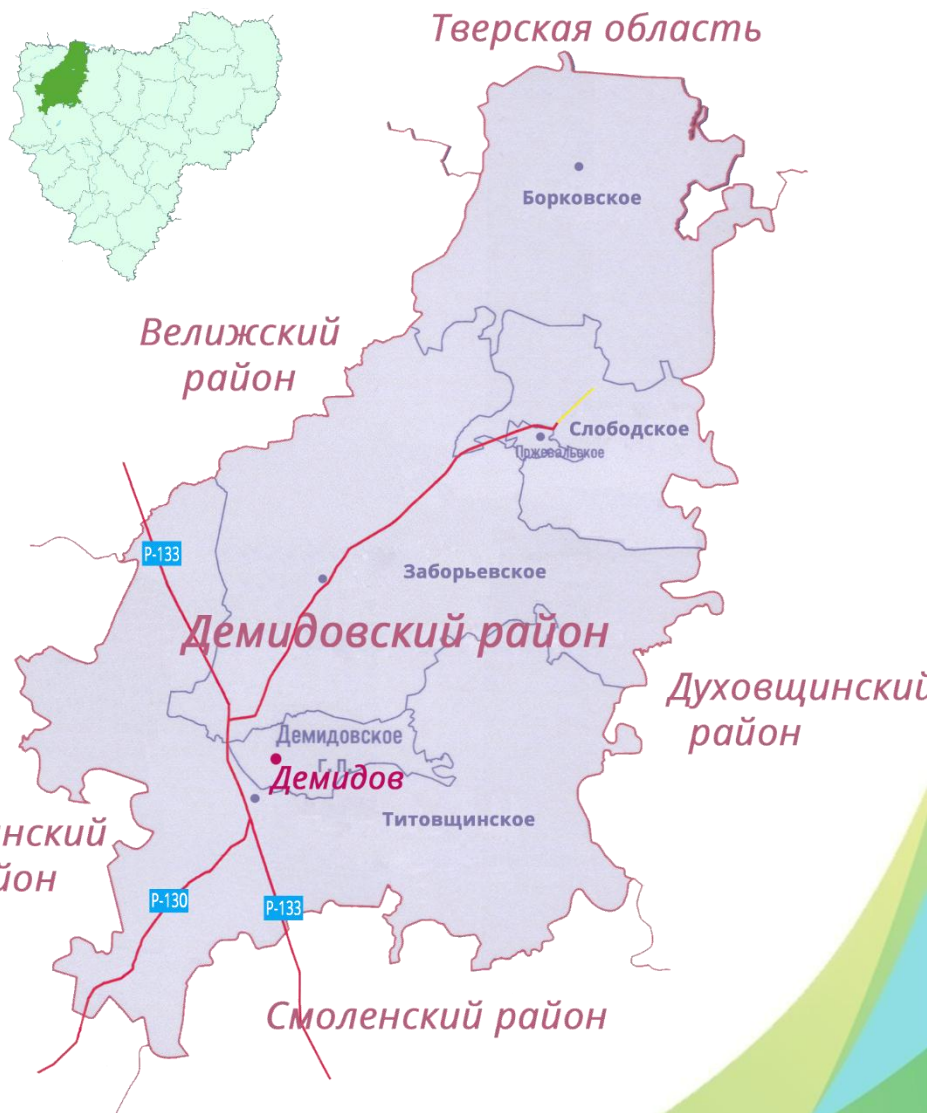 Тверская область
Борковское
Велижский
район
Слободское
Пржевальское
Р-133
Заборьевское
Демидовский район
Духовщинский
район
Демидовское
Г.П.
Демидов
Титовщинское
нский
йон
Р-130
Р-133
Смоленский район